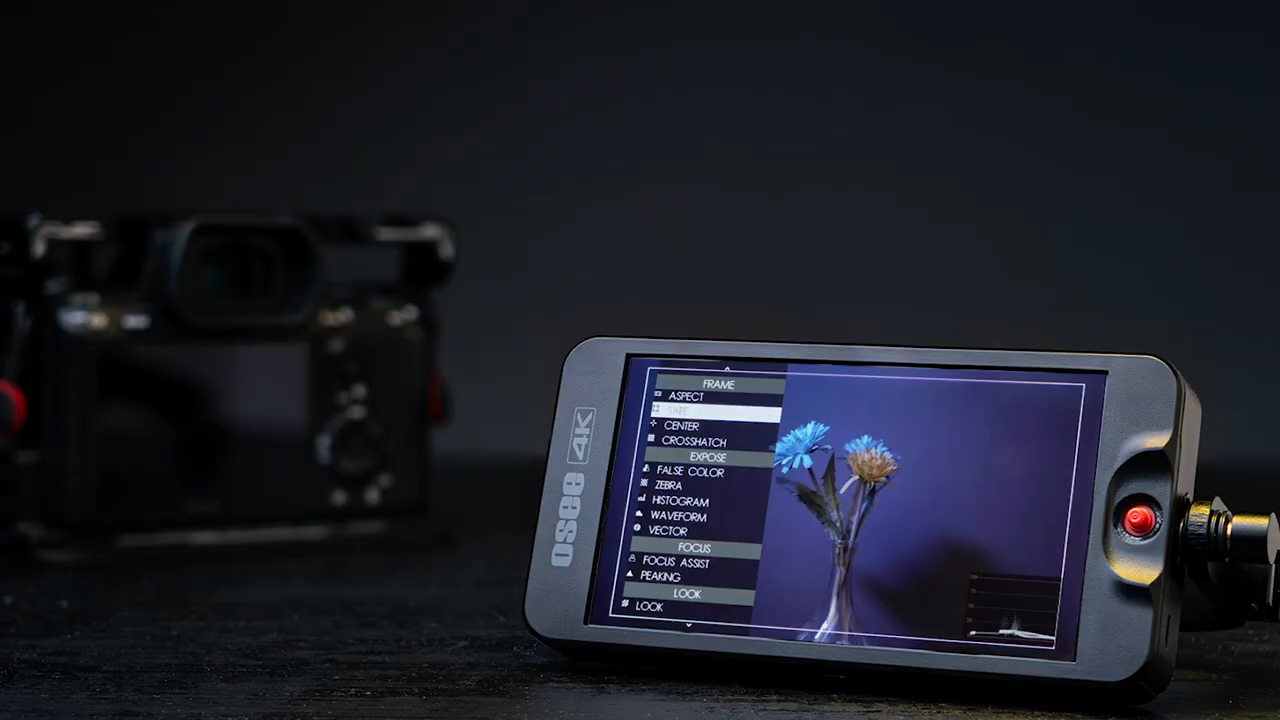 osee 4K
FRAME
ASPECT
SAFE
CENTER
CROSSHATCH
EXPOSE
FALSE COLOR
ZEBRA
HISTOGRAM
WAVEFORM
VECTOR
FOCUS
FOCUS ASSIST
PEAKING
LOOK
LOOK